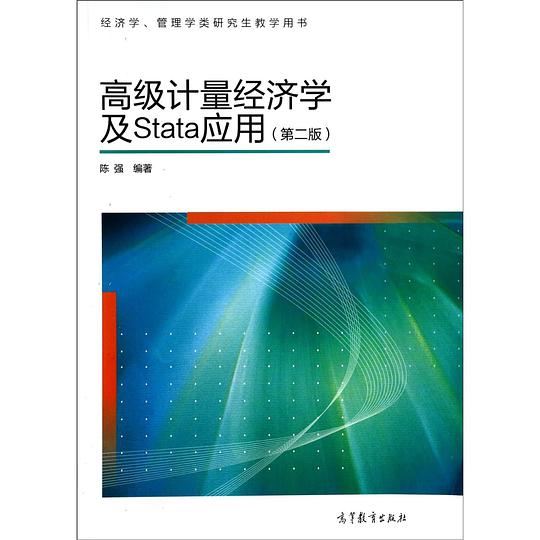 经济学、管理学类研究生教学用书
高级计量经济学
及Stata应用(第二版)
陈强 编著
高等教育出版社